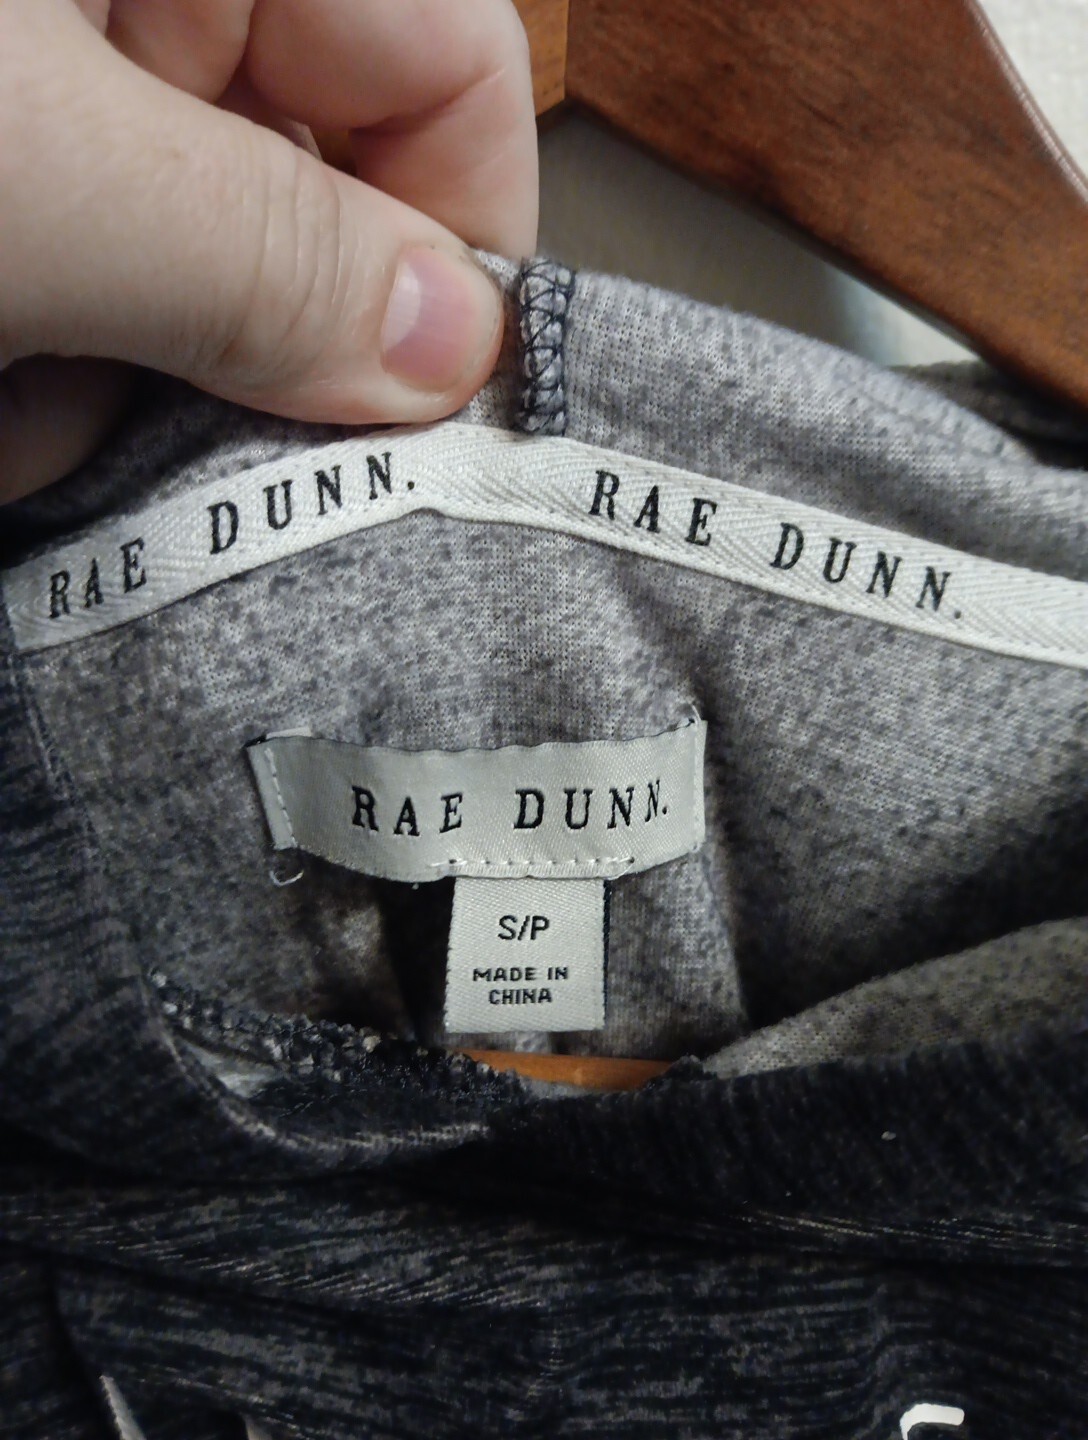 RAE DUNN. RAE DUNN.
RAE DUNN.
S/P
MADE IN
CHINA